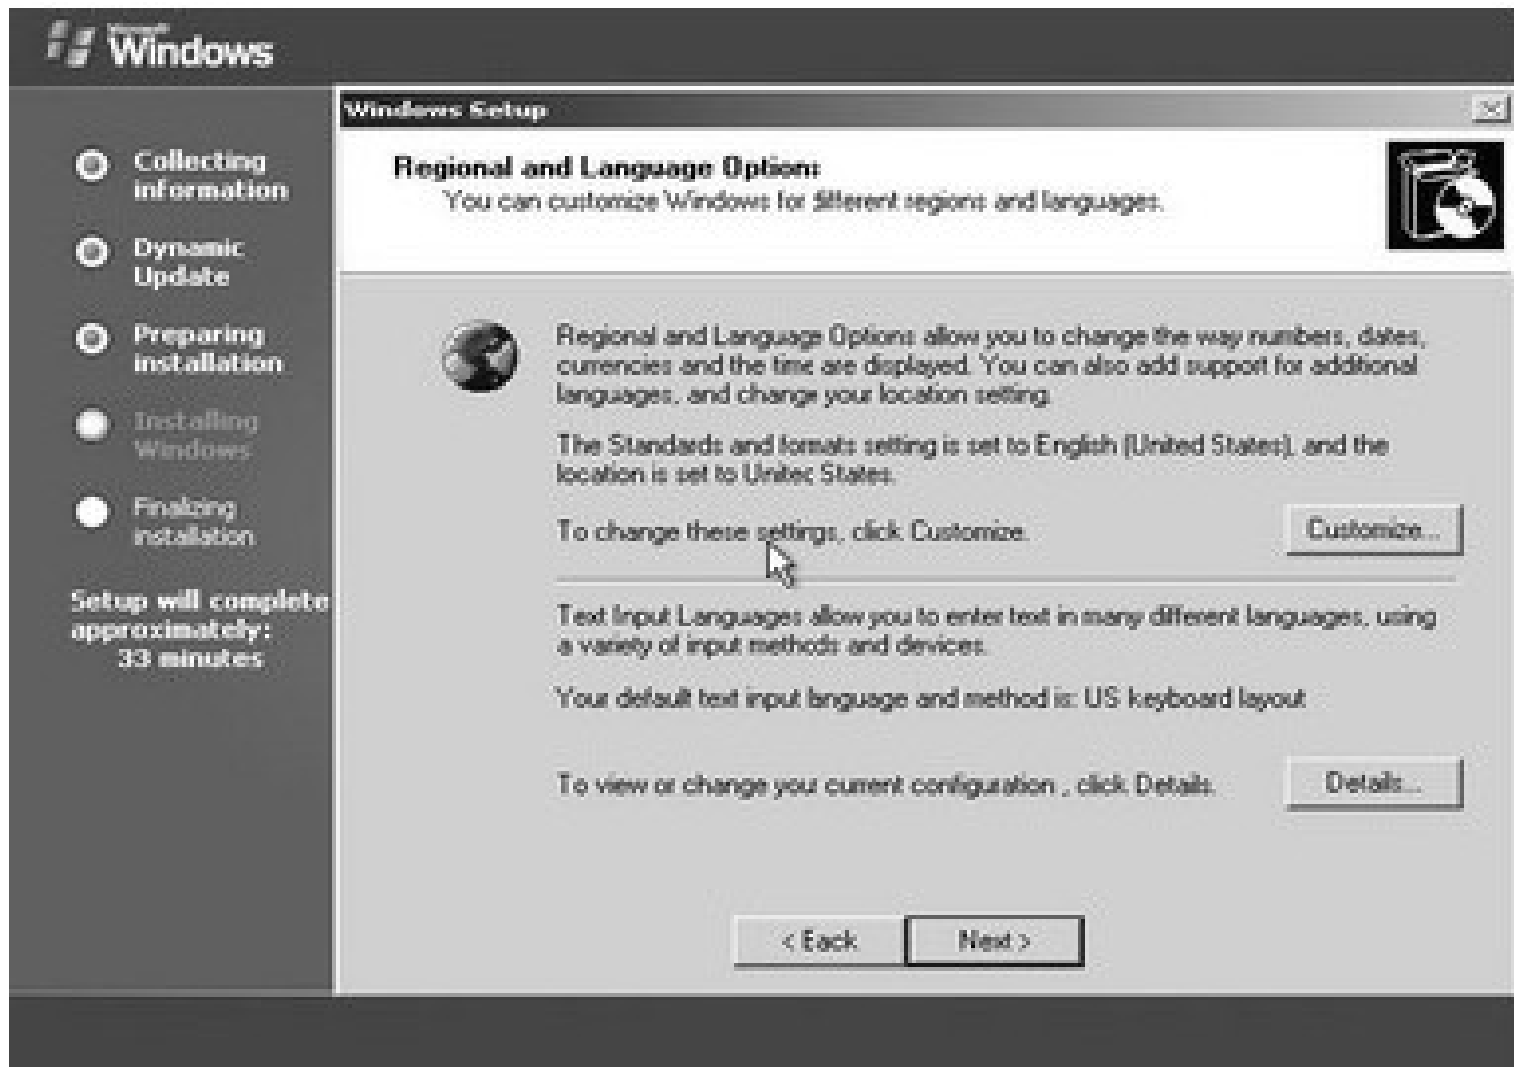 Microsoft
Windows
Collecting
information
Dynamic
Update
Preparing
installation
Installing
Windows
Finalizing
installation
Setup will complete
approximately:
33 minutes
Windows Setup
Regional and Language Options
You can customize Windows for different regions and languages.
Regional and Language Options allow you to change the way numbers, dates,
currencies and the time are displayed. You can also add support for additional
languages, and change your location setting.
The Standards and formats setting is set to English (United States), and the
location is set to United States.
To change these settings, click Customize.
Customize...
Text Input Languages allow you to enter text in many different languages, using
a variety of input methods and devices.
Your default text input language and method is: US keyboard layout
To view or change your current configuration , click Details.
Details...
< Back
Next >